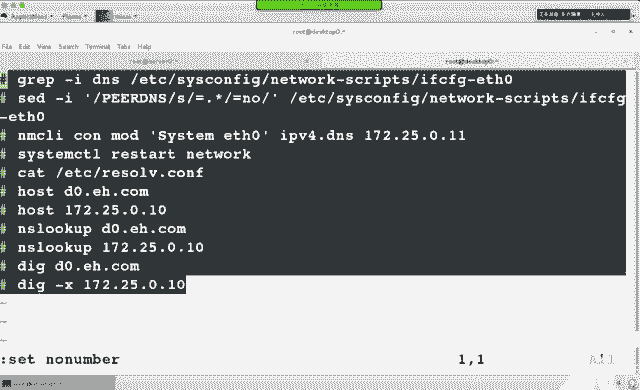 File Edit View Search Terminal Tabs Help
# grep -i dns /etc/sysconfig/network-scripts/ifcfg-eth0
# sed -i '/PEERDNS/s/=.*/=no/' /etc/sysconfig/network-scripts/ifcfg
-eth0
# nmcli con mod 'System eth0' ipv4.dns 172.25.0.11
# systemctl restart network
# cat /etc/resolv.conf
# host d0.eh.com
# host 172.25.0.10
# nslookup d0.eh.com
# nslookup 172.25.0.10
# dig d0.eh.com
# dig -x 172.25.0.10
~
~
~
:set nonumber 1,1 All